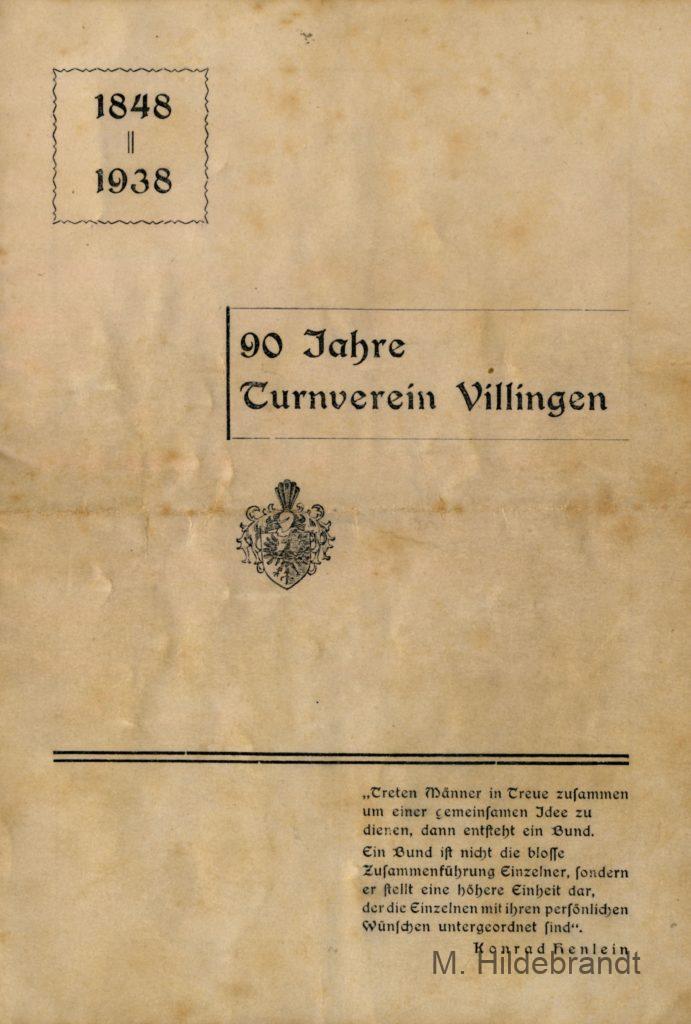 1848
=
1938
90 Jahre
Turnverein Villingen
„Treten Männer in Treue zusammen
um einer gemeinsamen Idee zu
dienen, dann entsteht ein Bund.
Ein Bund ist nicht die blosse
Zusammenführung Einzelner, sondern
er stellt eine höhere Einheit dar,
der die Einzelnen mit ihren persönlichen
Wünschen untergeordnet sind“.
Konrad Henlein
M. Hildebrandt